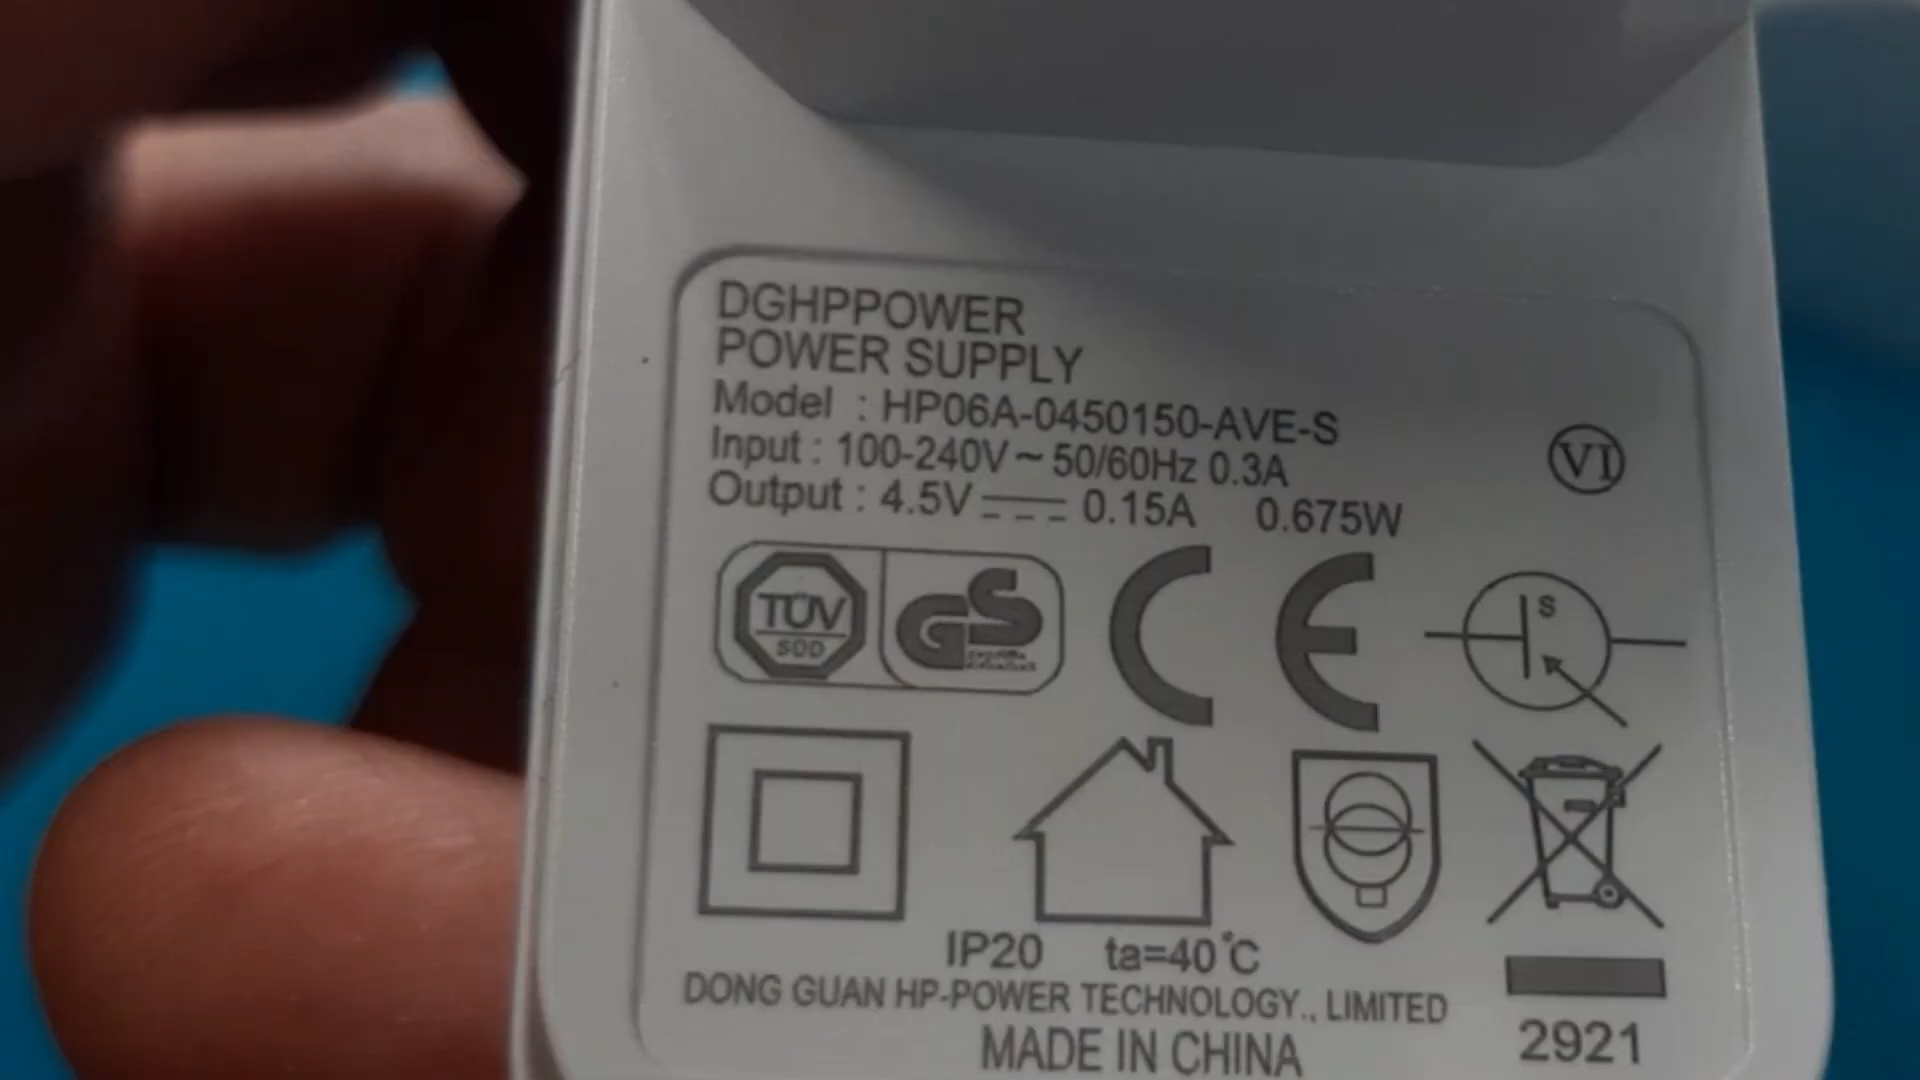 DGHPPOWER
POWER SUPPLY
Model : HP06A-0450150-AVE-S
Input : 100-240V ~ 50/60Hz 0.3A
Output : 4.5V ⎓ 0.15A 0.675W
VI
TÜV
SÜD
GS
CE
S
IP20 ta=40°C
DONG GUAN HP-POWER TECHNOLOGY., LIMITED
MADE IN CHINA
2921